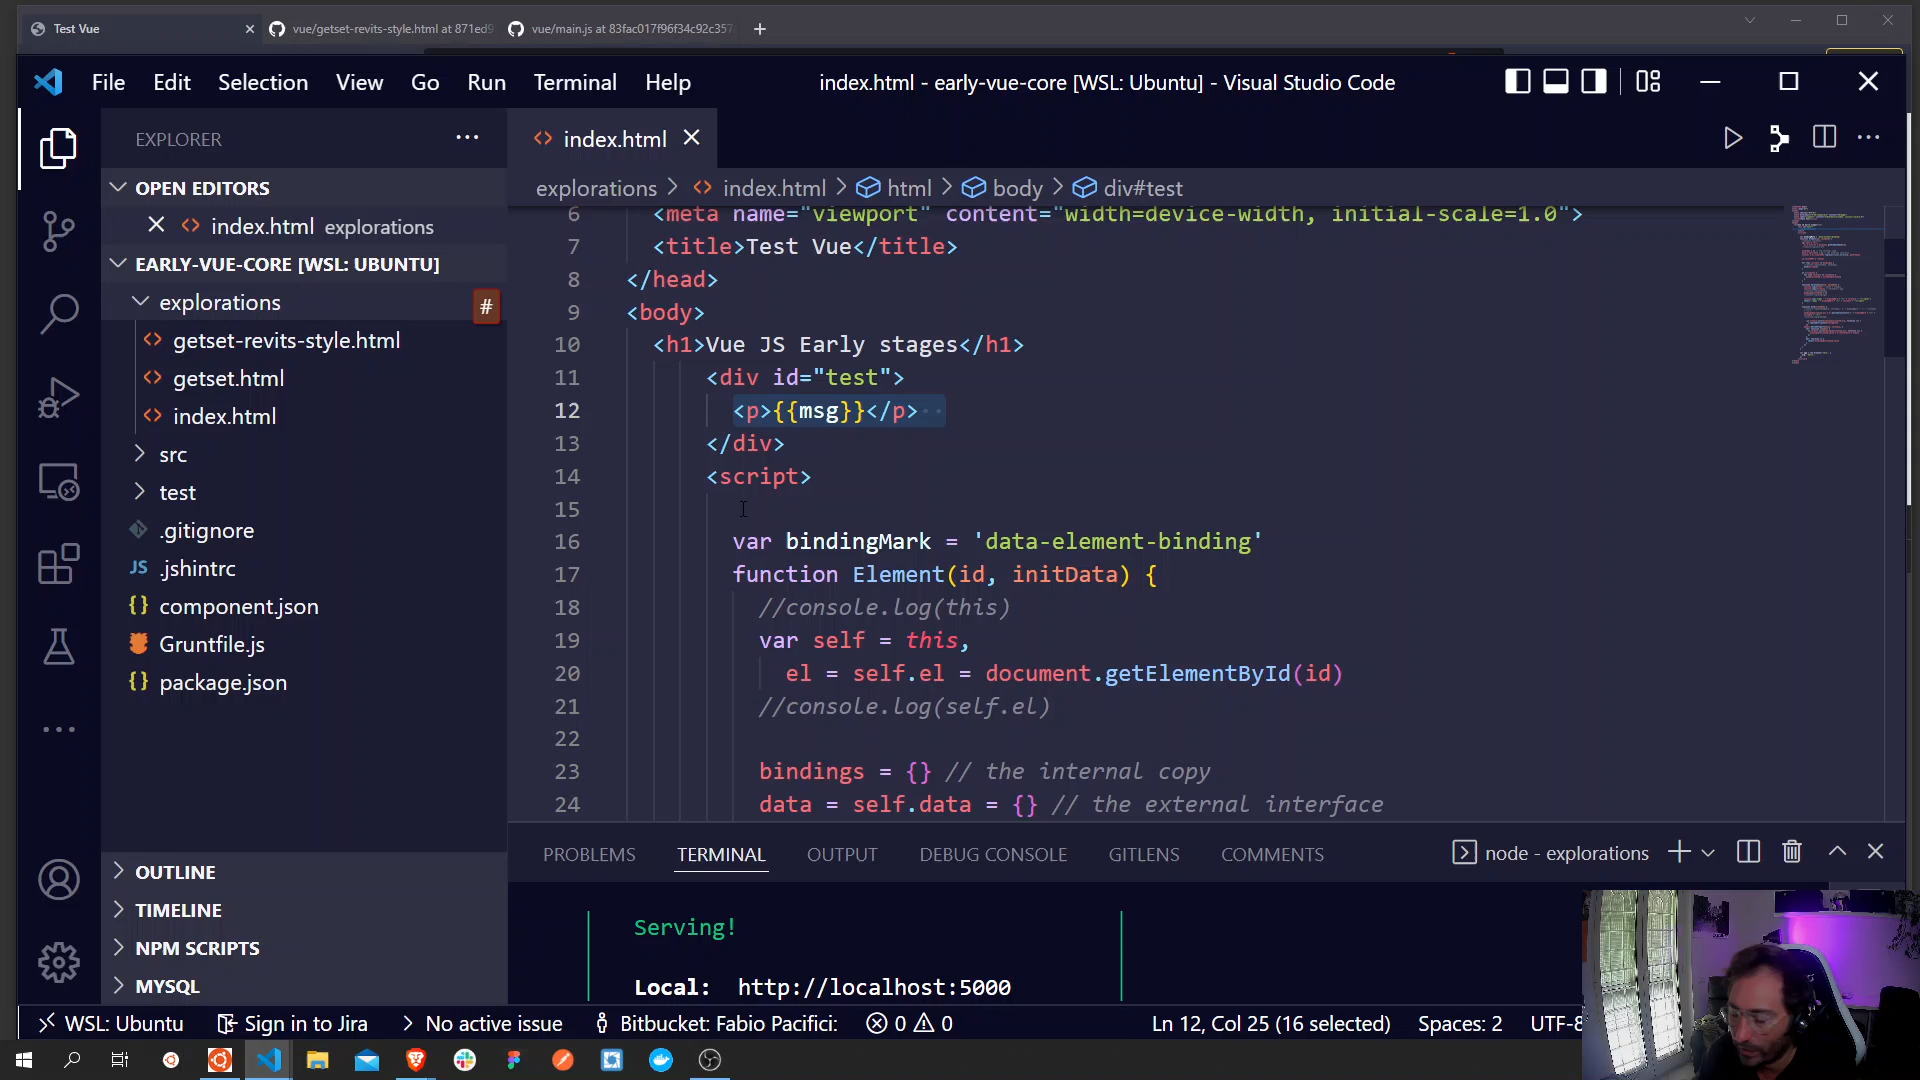 Test Vue
vue/getset-revits-style.html at 871ed9
vue/main.js at 83fac017f96f34c92c357
File Edit Selection View Go Run Terminal Help
index.html - early-vue-core [WSL: Ubuntu] - Visual Studio Code
EXPLORER
OPEN EDITORS
index.html explorations
EARLY-VUE-CORE [WSL: UBUNTU]
explorations
#
getset-revits-style.html
getset.html
index.html
src
test
.gitignore
JS .jshintrc
{} component.json
Gruntfile.js
{} package.json
OUTLINE
TIMELINE
NPM SCRIPTS
MYSQL
index.html
explorations > index.html > html > body > div#test
6 <meta name="viewport" content="width=device-width, initial-scale=1.0">
7 <title>Test Vue</title>
8 </head>
9 <body>
10 <h1>Vue JS Early stages</h1>
11 <div id="test">
12 <p>{{msg}}</p>
13 </div>
14 <script>
15
16 var bindingMark = 'data-element-binding'
17 function Element(id, initData) {
18 //console.log(this)
19 var self = this,
20 el = self.el = document.getElementById(id)
21 //console.log(self.el)
22
23 bindings = {} // the internal copy
24 data = self.data = {} // the external interface
PROBLEMS TERMINAL OUTPUT DEBUG CONSOLE GITLENS COMMENTS
node - explorations
Serving!
Local: http://localhost:5000
WSL: Ubuntu Sign in to Jira No active issue Bitbucket: Fabio Pacifici: 0 0 Ln 12, Col 25 (16 selected) Spaces: 2 UTF-8